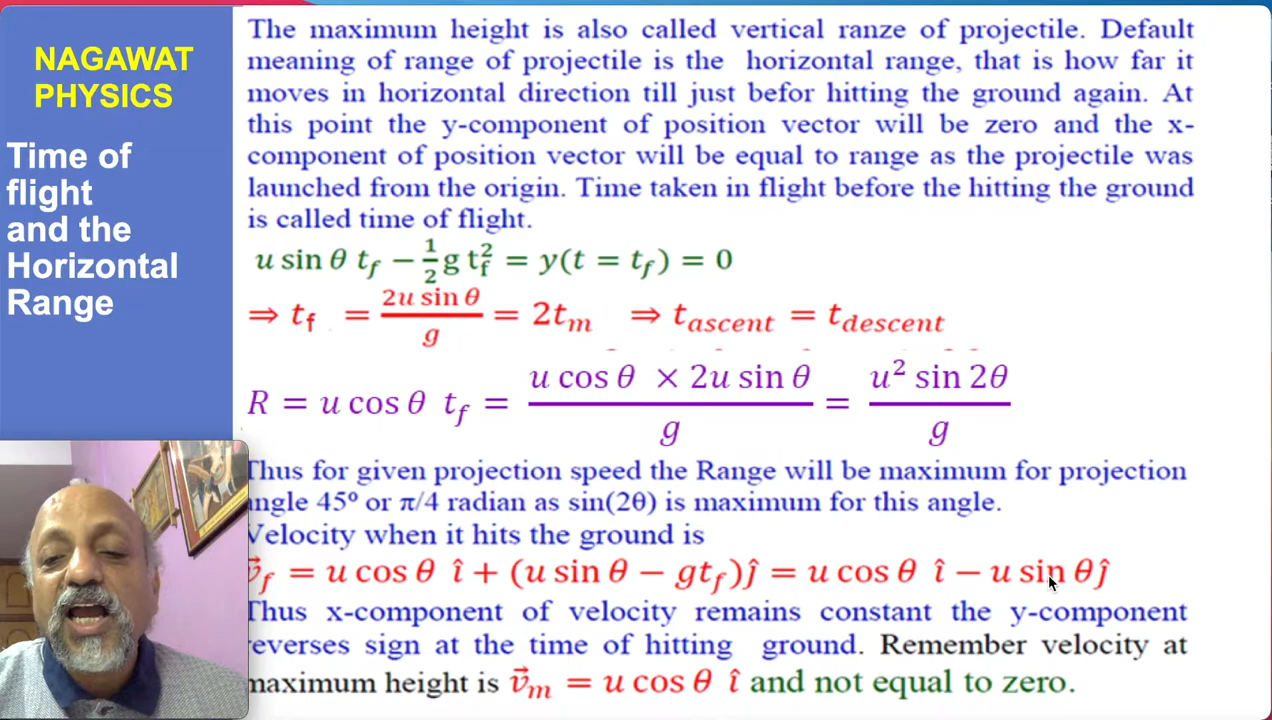 NAGAWAT
PHYSICS
Time of
flight
and the
Horizontal
Range
The maximum height is also called vertical ranze of projectile. Default
meaning of range of projectile is the horizontal range, that is how far it
moves in horizontal direction till just befor hitting the ground again. At
this point the y-component of position vector will be zero and the x-
component of position vector will be equal to range as the projectile was
launched from the origin. Time taken in flight before the hitting the ground
is called time of flight.
u sin θ t_f − 1/2 g t_f^2 = y(t = t_f) = 0
⇒ t_f = 2u sin θ / g = 2t_m ⇒ t_ascent = t_descent
R = u cos θ t_f = u cos θ × 2u sin θ / g = u² sin 2θ / g
Thus for given projection speed the Range will be maximum for projection
angle 45º or π/4 radian as sin(2θ) is maximum for this angle.
Velocity when it hits the ground is
v⃗_f = u cos θ î + (u sin θ − gt_f)ĵ = u cos θ î − u sin θĵ
Thus x-component of velocity remains constant the y-component
reverses sign at the time of hitting ground. Remember velocity at
maximum height is v⃗_m = u cos θ î and not equal to zero.